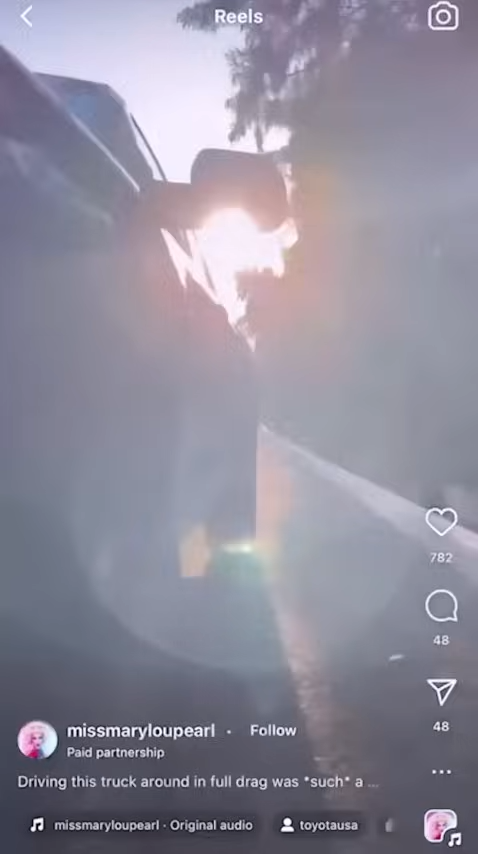 Reels
782
48
48
missmaryloupearl · Follow
Paid partnership
Driving this truck around in full drag was *such* a ...
missmaryloupearl · Original audio
toyotausa